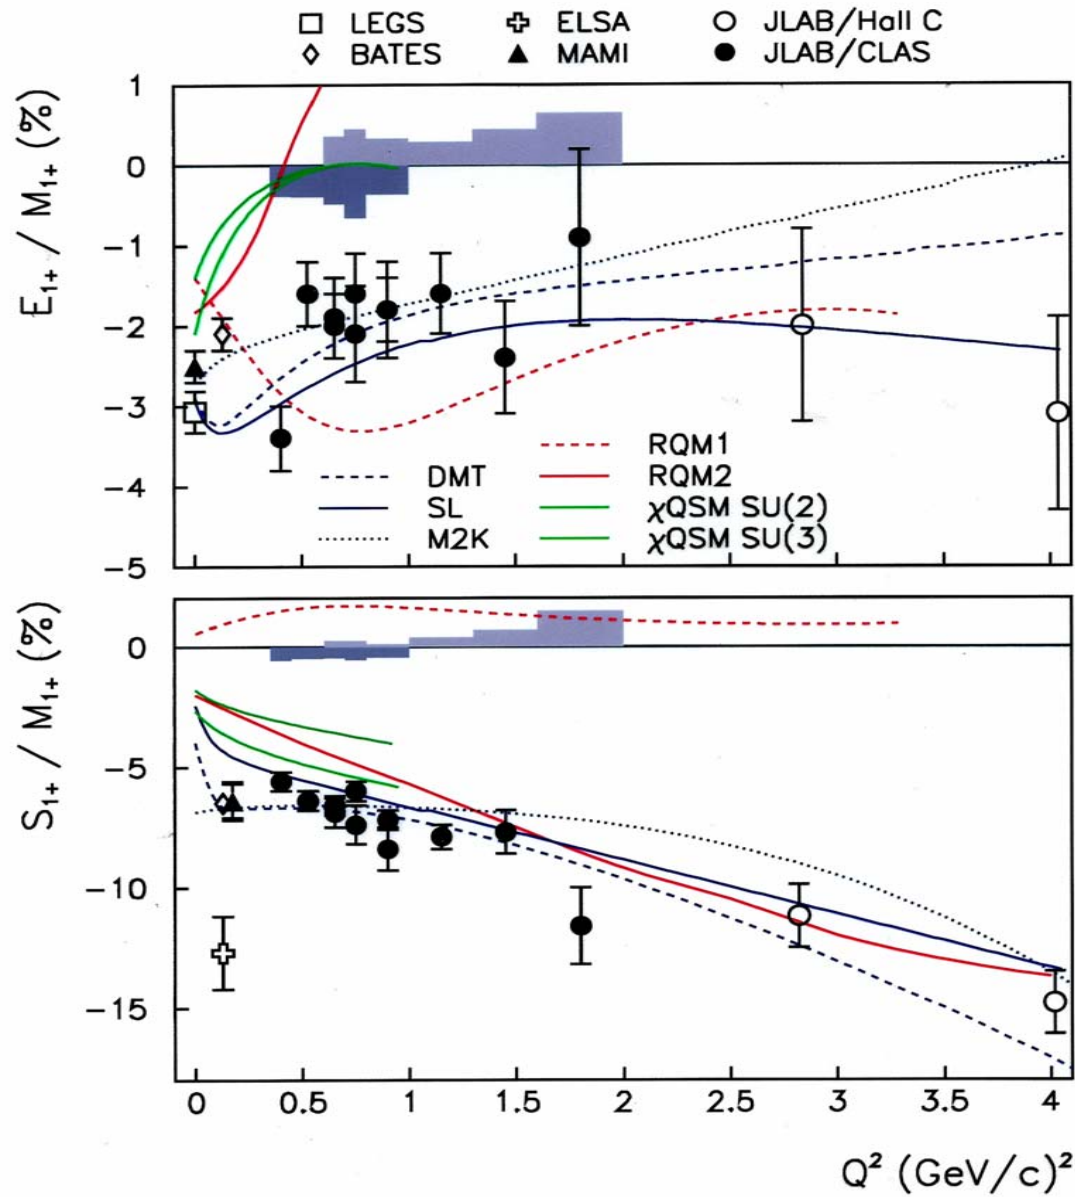 LEGS ELSA JLAB/Hall C
BATES MAMI JLAB/CLAS
E₁₊ / M₁₊ (%)
1
0
−1
−2
−3
−4
−5
RQM1
DMT RQM2
SL χQSM SU(2)
M2K χQSM SU(3)
S₁₊ / M₁₊ (%)
0
−5
−10
−15
0 0.5 1 1.5 2 2.5 3 3.5 4
Q² (GeV/c)²